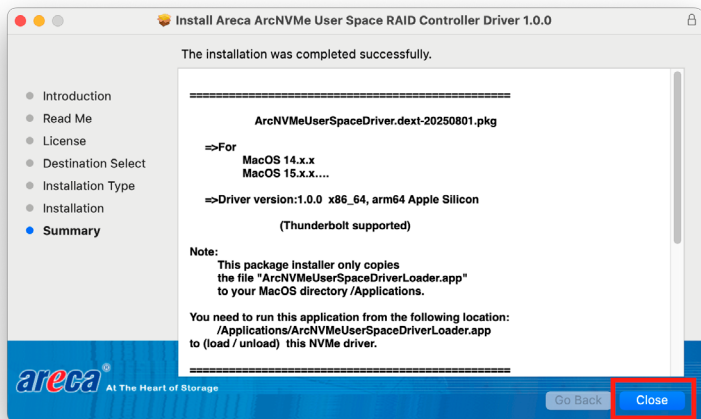 Install Areca ArcNVMe User Space RAID Controller Driver 1.0.0
The installation was completed successfully.
Introduction
Read Me
License
Destination Select
Installation Type
Installation
Summary
==================================================
ArcNVMeUserSpaceDriver.dext-20250801.pkg
=>For
MacOS 14.x.x
MacOS 15.x.x....
=>Driver version:1.0.0 x86_64, arm64 Apple Silicon
(Thunderbolt supported)
Note:
This package installer only copies
the file "ArcNVMeUserSpaceDriverLoader.app"
to your MacOS directory /Applications.
You need to run this application from the following location:
/Applications/ArcNVMeUserSpaceDriverLoader.app
to (load / unload) this NVMe driver.
==================================================
areca® At The Heart of Storage
Go Back
Close